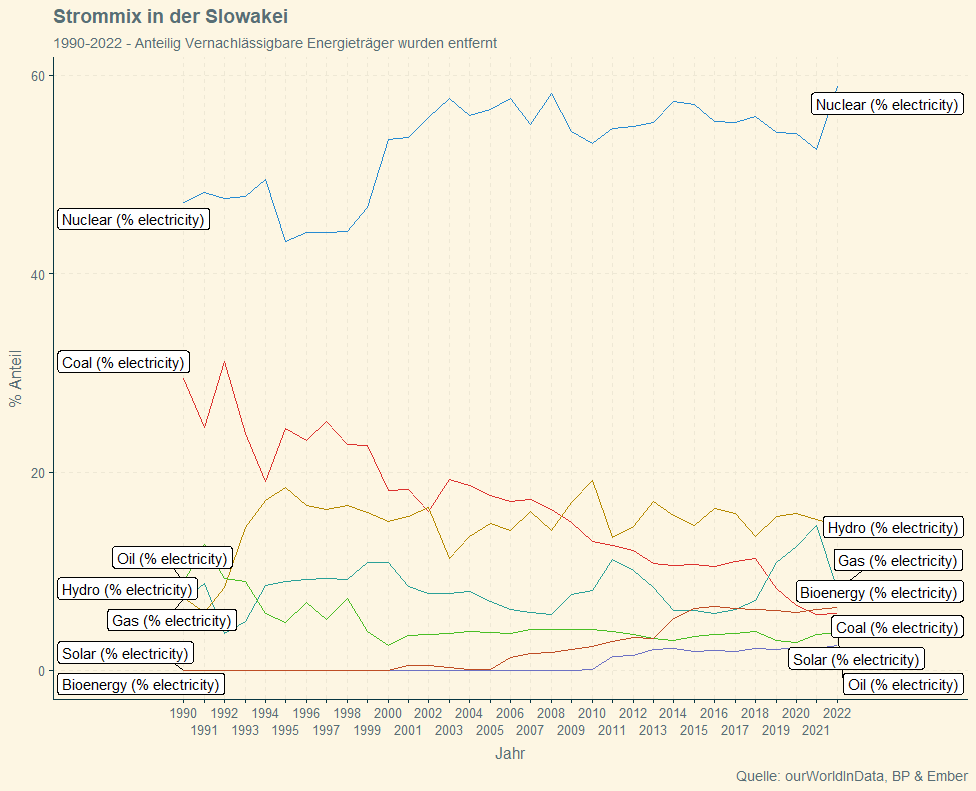 Strommix in der Slowakei
1990-2022 - Anteilig Vernachlässigbare Energieträger wurden entfernt
60
Nuclear (% electricity)
Nuclear (% electricity)
40
% Anteil
Coal (% electricity)
20
Hydro (% electricity)
Oil (% electricity)
Gas (% electricity)
Hydro (% electricity)
Bioenergy (% electricity)
Gas (% electricity)
Coal (% electricity)
Solar (% electricity)
Solar (% electricity)
0
Bioenergy (% electricity)
Oil (% electricity)
1990 1992 1994 1996 1998 2000 2002 2004 2006 2008 2010 2012 2014 2016 2018 2020 2022
1991 1993 1995 1997 1999 2001 2003 2005 2007 2009 2011 2013 2015 2017 2019 2021
Jahr
Quelle: ourWorldInData, BP & Ember